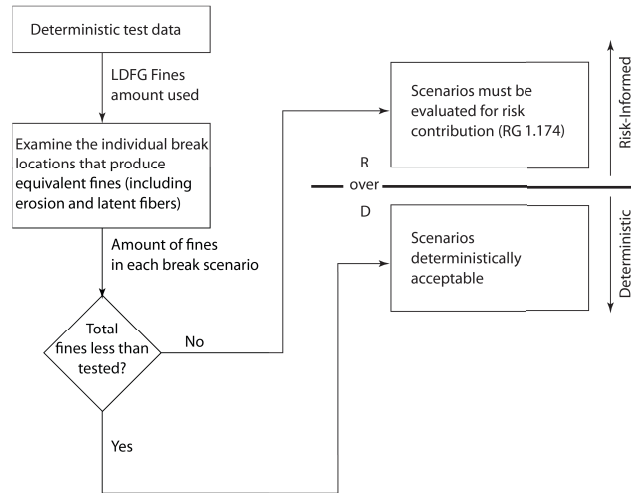 Deterministic test data
LDFG Fines
amount used
Examine the individual break
locations that produce
equivalent fines (including
erosion and latent fibers)
Amount of fines
in each break scenario
Total
fines less than
tested?
No
Yes
Scenarios must be
evaluated for risk
contribution (RG 1.174)
R
over
D
Scenarios
deterministically
acceptable
Risk-Informed
Deterministic